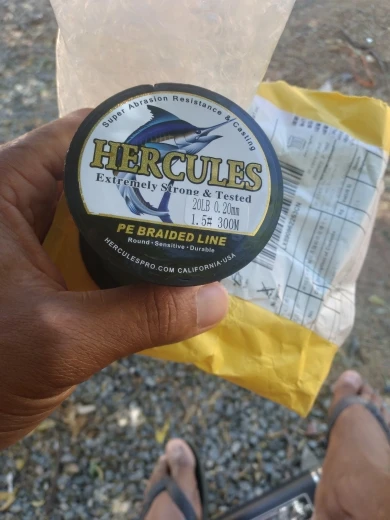 Super Abrasion Resistance & Casting
HERCULES
Extremely Strong & Tested
20LB 0.20mm
1.5# 300M
PE BRAIDED LINE
Round · Sensitive · Durable
HERCULESPRO.COM CALIFORNIA · USA